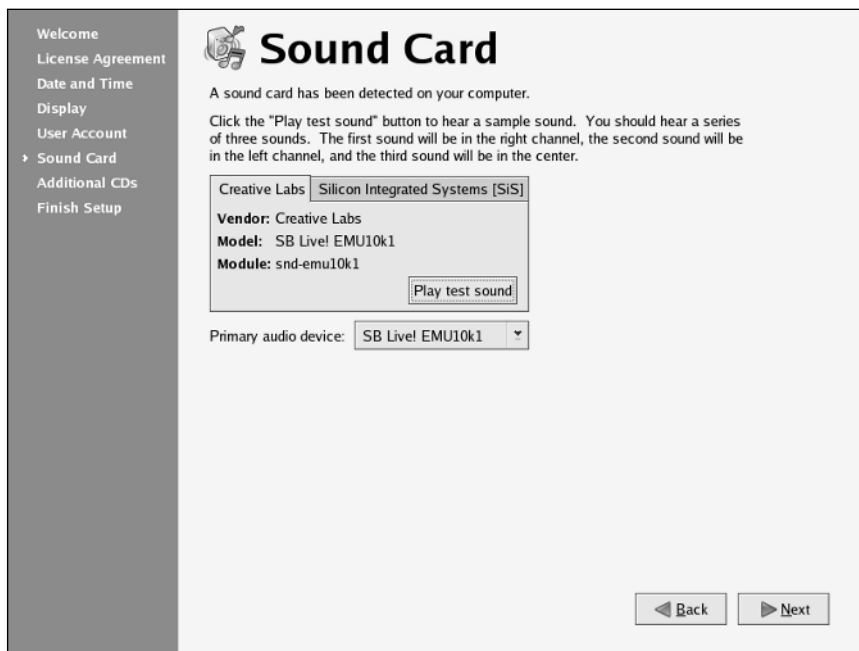 Welcome
License Agreement
Date and Time
Display
User Account
Sound Card
Additional CDs
Finish Setup
Sound Card
A sound card has been detected on your computer.
Click the "Play test sound" button to hear a sample sound. You should hear a series
of three sounds. The first sound will be in the right channel, the second sound will be
in the left channel, and the third sound will be in the center.
Creative Labs Silicon Integrated Systems [SiS]
Vendor: Creative Labs
Model: SB Live! EMU10k1
Module: snd-emu10k1
Play test sound
Primary audio device: SB Live! EMU10k1
Back Next